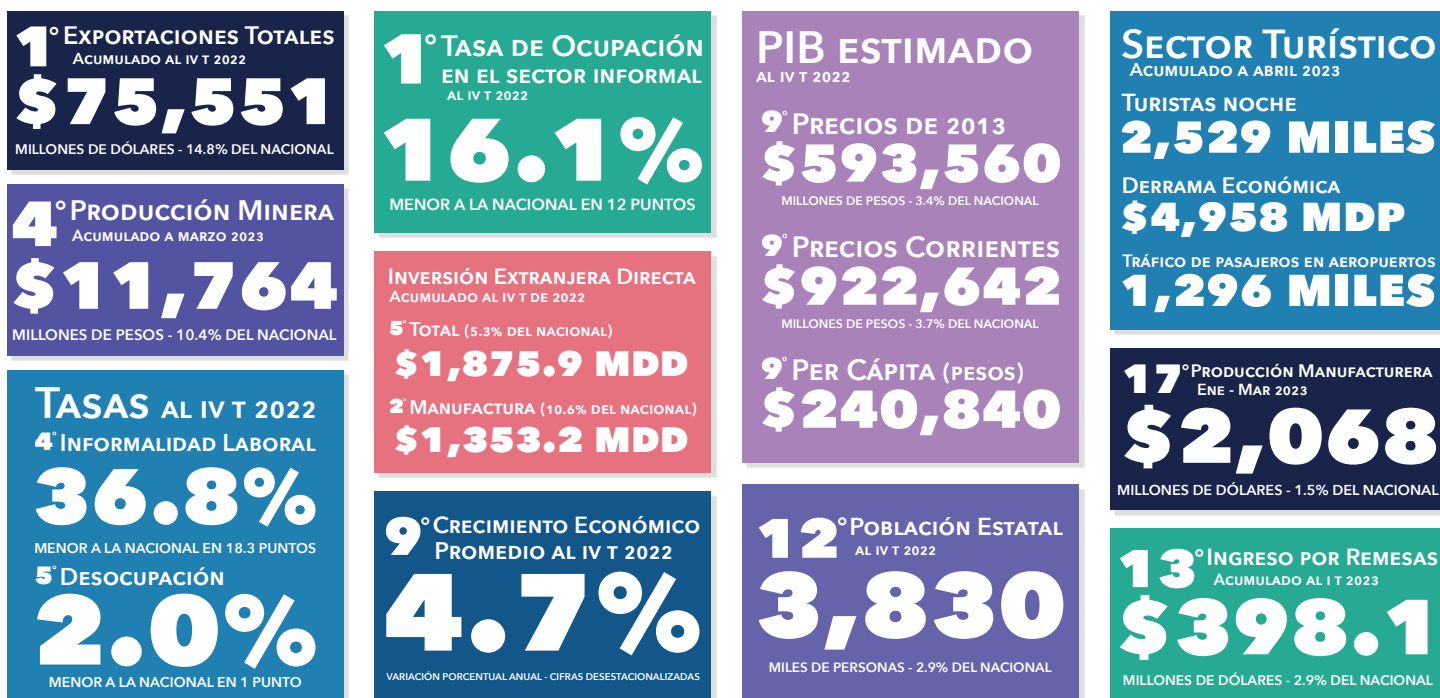 1° Exportaciones Totales
Acumulado al IV T 2022
$75,551
MILLONES DE DÓLARES - 14.8% DEL NACIONAL
4° Producción Minera
Acumulado a marzo 2023
$11,764
MILLONES DE PESOS - 10.4% DEL NACIONAL
Tasas al IV T 2022
4° Informalidad Laboral
36.8%
MENOR A LA NACIONAL EN 18.3 PUNTOS
5° Desocupación
2.0%
MENOR A LA NACIONAL EN 1 PUNTO
1° Tasa de Ocupación
en el sector informal
al IV T 2022
16.1%
MENOR A LA NACIONAL EN 12 PUNTOS
Inversión Extranjera Directa
Acumulado al IV T de 2022
5° Total (5.3% del nacional)
$1,875.9 MDD
2° Manufactura (10.6% del nacional)
$1,353.2 MDD
9° Crecimiento Económico
Promedio al IV T 2022
4.7%
VARIACIÓN PORCENTUAL ANUAL - CIFRAS DESESTACIONALIZADAS
PIB estimado
al IV T 2022
9° Precios de 2013
$593,560
MILLONES DE PESOS - 3.4% DEL NACIONAL
9° Precios Corrientes
$922,642
MILLONES DE PESOS - 3.7% DEL NACIONAL
9° Per Cápita (pesos)
$240,840
12° Población Estatal
al IV T 2022
3,830
MILES DE PERSONAS - 2.9% DEL NACIONAL
Sector Turístico
Acumulado a abril 2023
Turistas noche
2,529 MILES
Derrama Económica
$4,958 MDP
Tráfico de pasajeros en aeropuertos
1,296 MILES
17° Producción Manufacturera
Ene - Mar 2023
$2,068
MILLONES DE DÓLARES - 1.5% DEL NACIONAL
13° Ingreso por Remesas
Acumulado al I T 2023
$398.1
MILLONES DE DÓLARES - 2.9% DEL NACIONAL